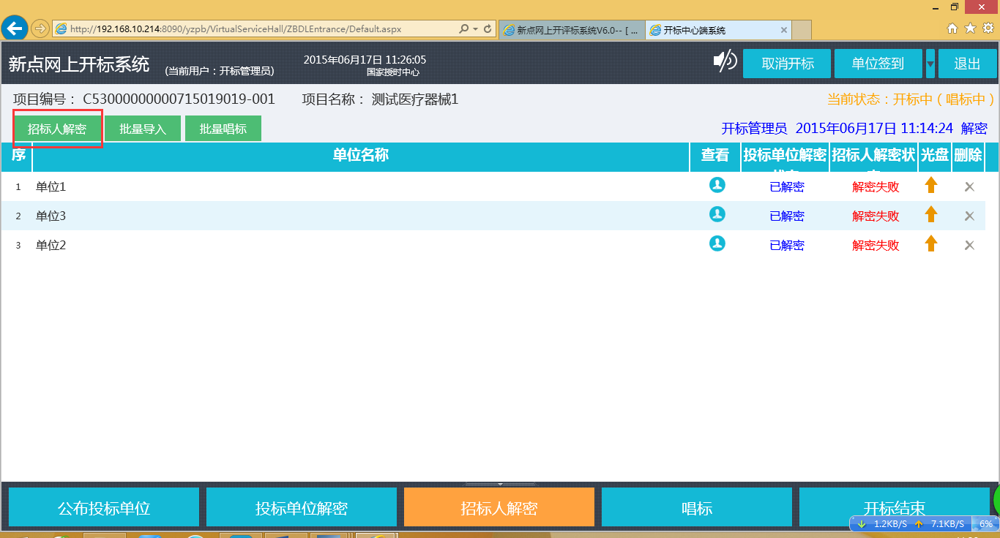 http://192.168.10.214:8090/yzpb/VirtualServiceHall/ZBDLEntrance/Default.aspx
新点网上开评标系统V6.0-- [ ...
开标中心端系统
新点网上开标系统
(当前用户：开标管理员)
2015年06月17日 11:26:05
国家授时中心
取消开标
单位签到
退出
项目编号： C53000000000715019019-001
项目名称： 测试医疗器械1
当前状态：开标中（唱标中）
招标人解密
批量导入
批量唱标
开标管理员 2015年06月17日 11:14:24 解密
序 单位名称 查看 投标单位解密 招标人解密状 光盘 删除
1 单位1 已解密 解密失败
2 单位3 已解密 解密失败
3 单位2 已解密 解密失败
公布投标单位
投标单位解密
招标人解密
唱标
开标结束
1.2KB/S 7.1KB/S 6%